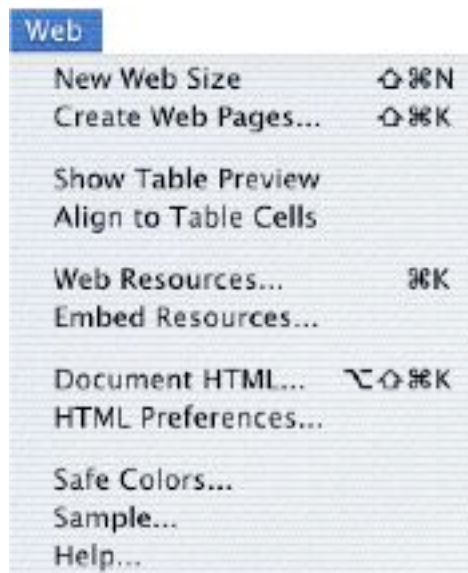 Web
New Web Size ⇧⌘N
Create Web Pages... ⇧⌘K
Show Table Preview
Align to Table Cells
Web Resources... ⌘K
Embed Resources...
Document HTML... ⌥⇧⌘K
HTML Preferences...
Safe Colors...
Sample...
Help...